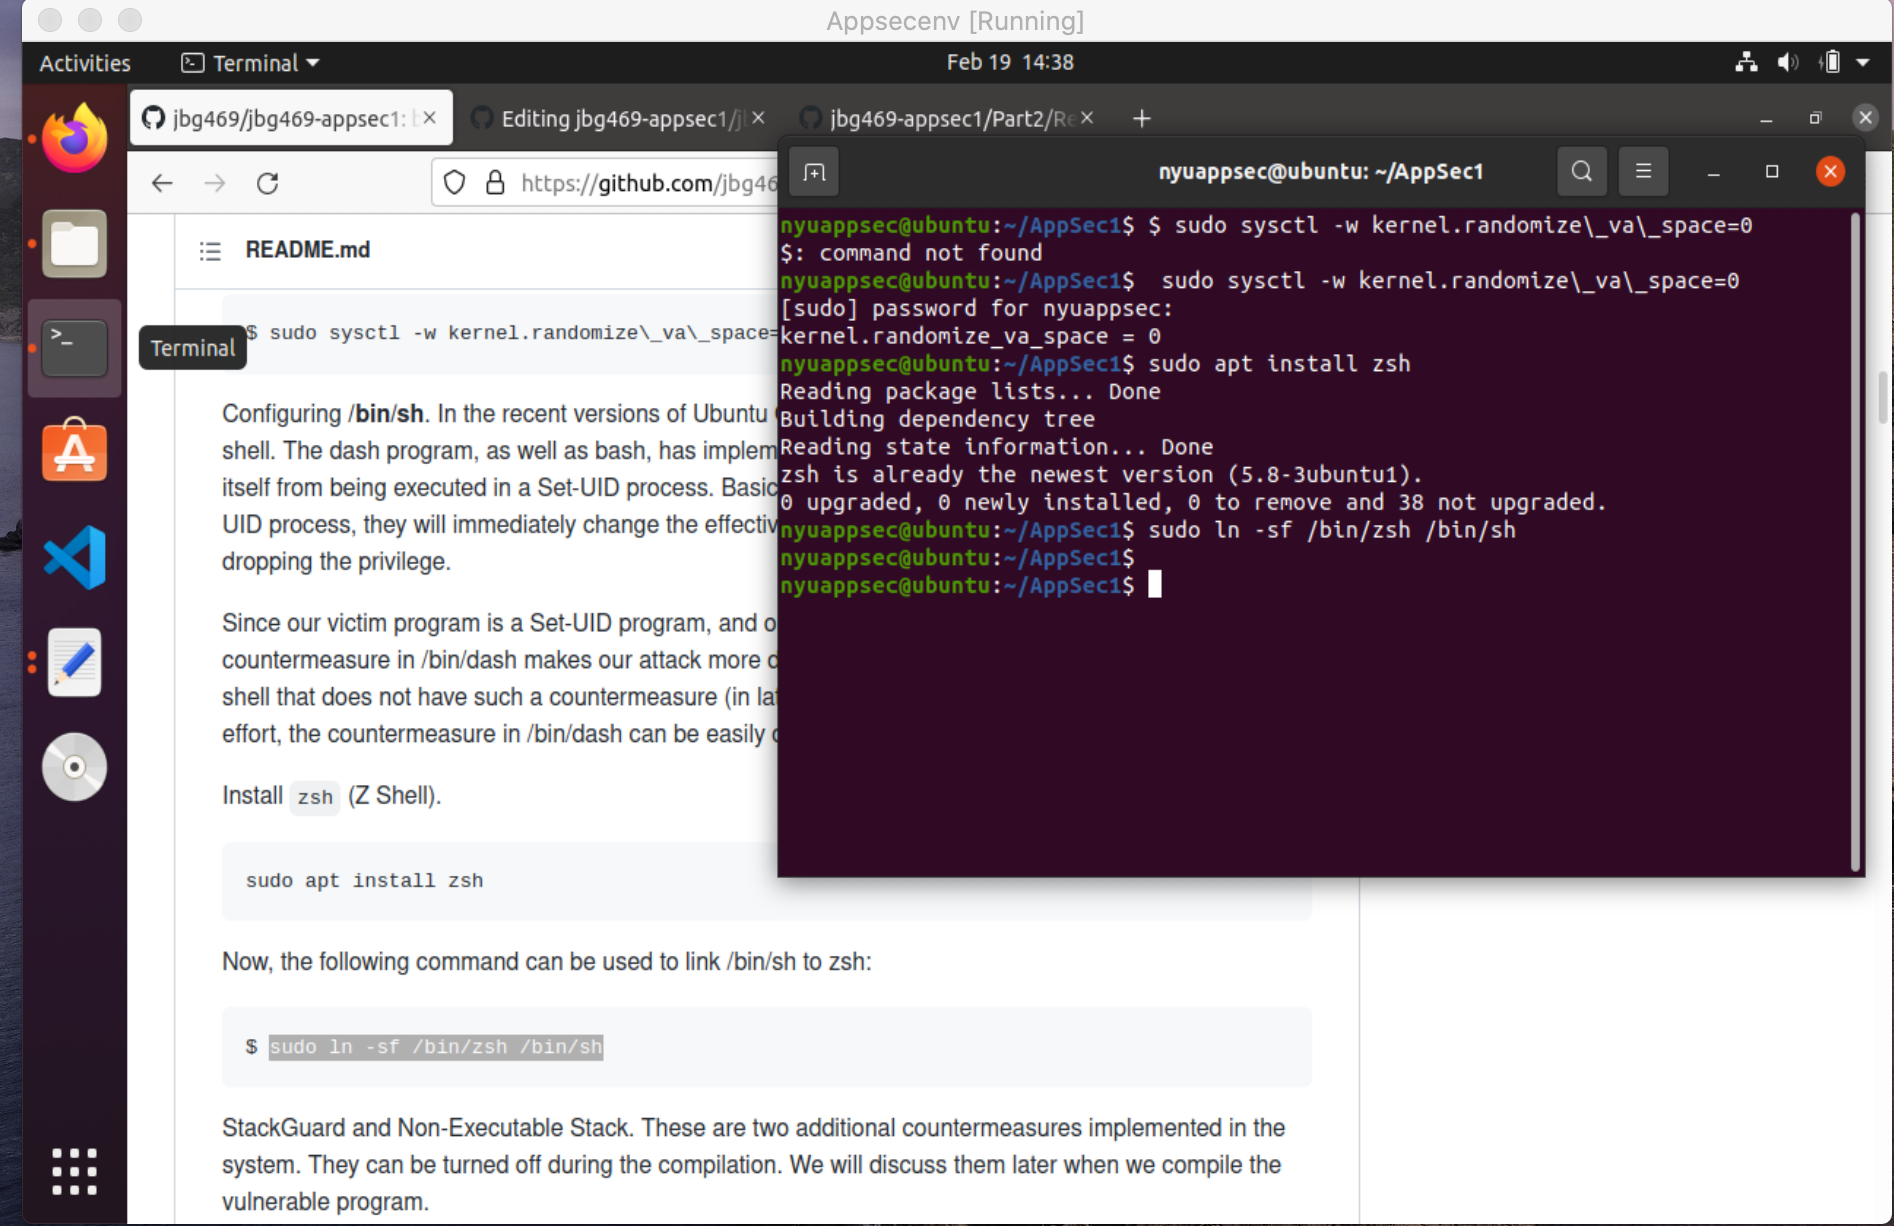 Appsecenv [Running]
Activities
Terminal
Feb 19 14:38
jbg469/jbg469-appsec1:
Editing jbg469-appsec1/
jbg469-appsec1/Part2/Re
https://github.com/jbg46
nyuappsec@ubuntu: ~/AppSec1
README.md
$ sudo sysctl -w kernel.randomize\_va\_space=
Terminal
Configuring /bin/sh. In the recent versions of Ubuntu
shell. The dash program, as well as bash, has implem
itself from being executed in a Set-UID process. Basic
UID process, they will immediately change the effectiv
dropping the privilege.
Since our victim program is a Set-UID program, and o
countermeasure in /bin/dash makes our attack more d
shell that does not have such a countermeasure (in lat
effort, the countermeasure in /bin/dash can be easily
Install zsh (Z Shell).
sudo apt install zsh
Now, the following command can be used to link /bin/sh to zsh:
$ sudo ln -sf /bin/zsh /bin/sh
StackGuard and Non-Executable Stack. These are two additional countermeasures implemented in the
system. They can be turned off during the compilation. We will discuss them later when we compile the
vulnerable program.
nyuappsec@ubuntu:~/AppSec1$ $ sudo sysctl -w kernel.randomize\_va\_space=0
$: command not found
nyuappsec@ubuntu:~/AppSec1$  sudo sysctl -w kernel.randomize\_va\_space=0
[sudo] password for nyuappsec:
kernel.randomize_va_space = 0
nyuappsec@ubuntu:~/AppSec1$ sudo apt install zsh
Reading package lists... Done
Building dependency tree
Reading state information... Done
zsh is already the newest version (5.8-3ubuntu1).
0 upgraded, 0 newly installed, 0 to remove and 38 not upgraded.
nyuappsec@ubuntu:~/AppSec1$ sudo ln -sf /bin/zsh /bin/sh
nyuappsec@ubuntu:~/AppSec1$
nyuappsec@ubuntu:~/AppSec1$